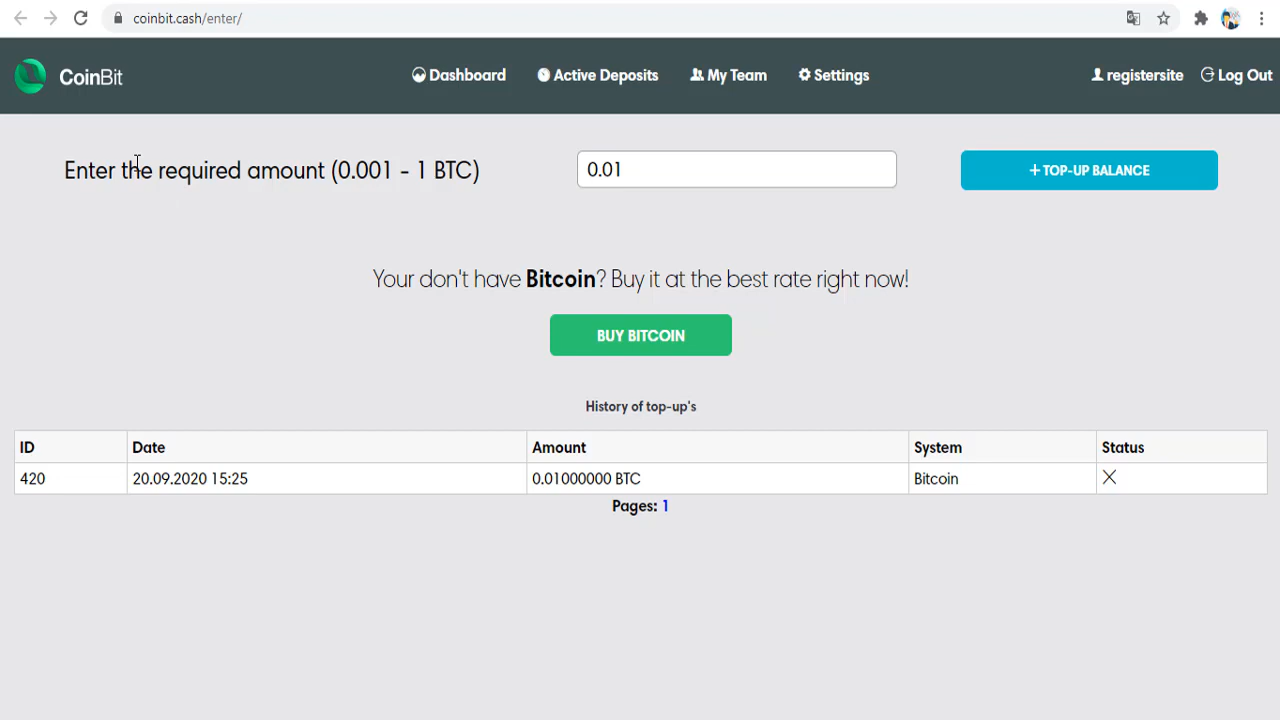 coinbit.cash/enter/
CoinBit
Dashboard
Active Deposits
My Team
Settings
registersite
Log Out
Enter the required amount (0.001 - 1 BTC)
0.01
+ TOP-UP BALANCE
Your don't have Bitcoin? Buy it at the best rate right now!
BUY BITCOIN
History of top-up's
ID Date Amount System Status
420 20.09.2020 15:25 0.01000000 BTC Bitcoin
Pages: 1